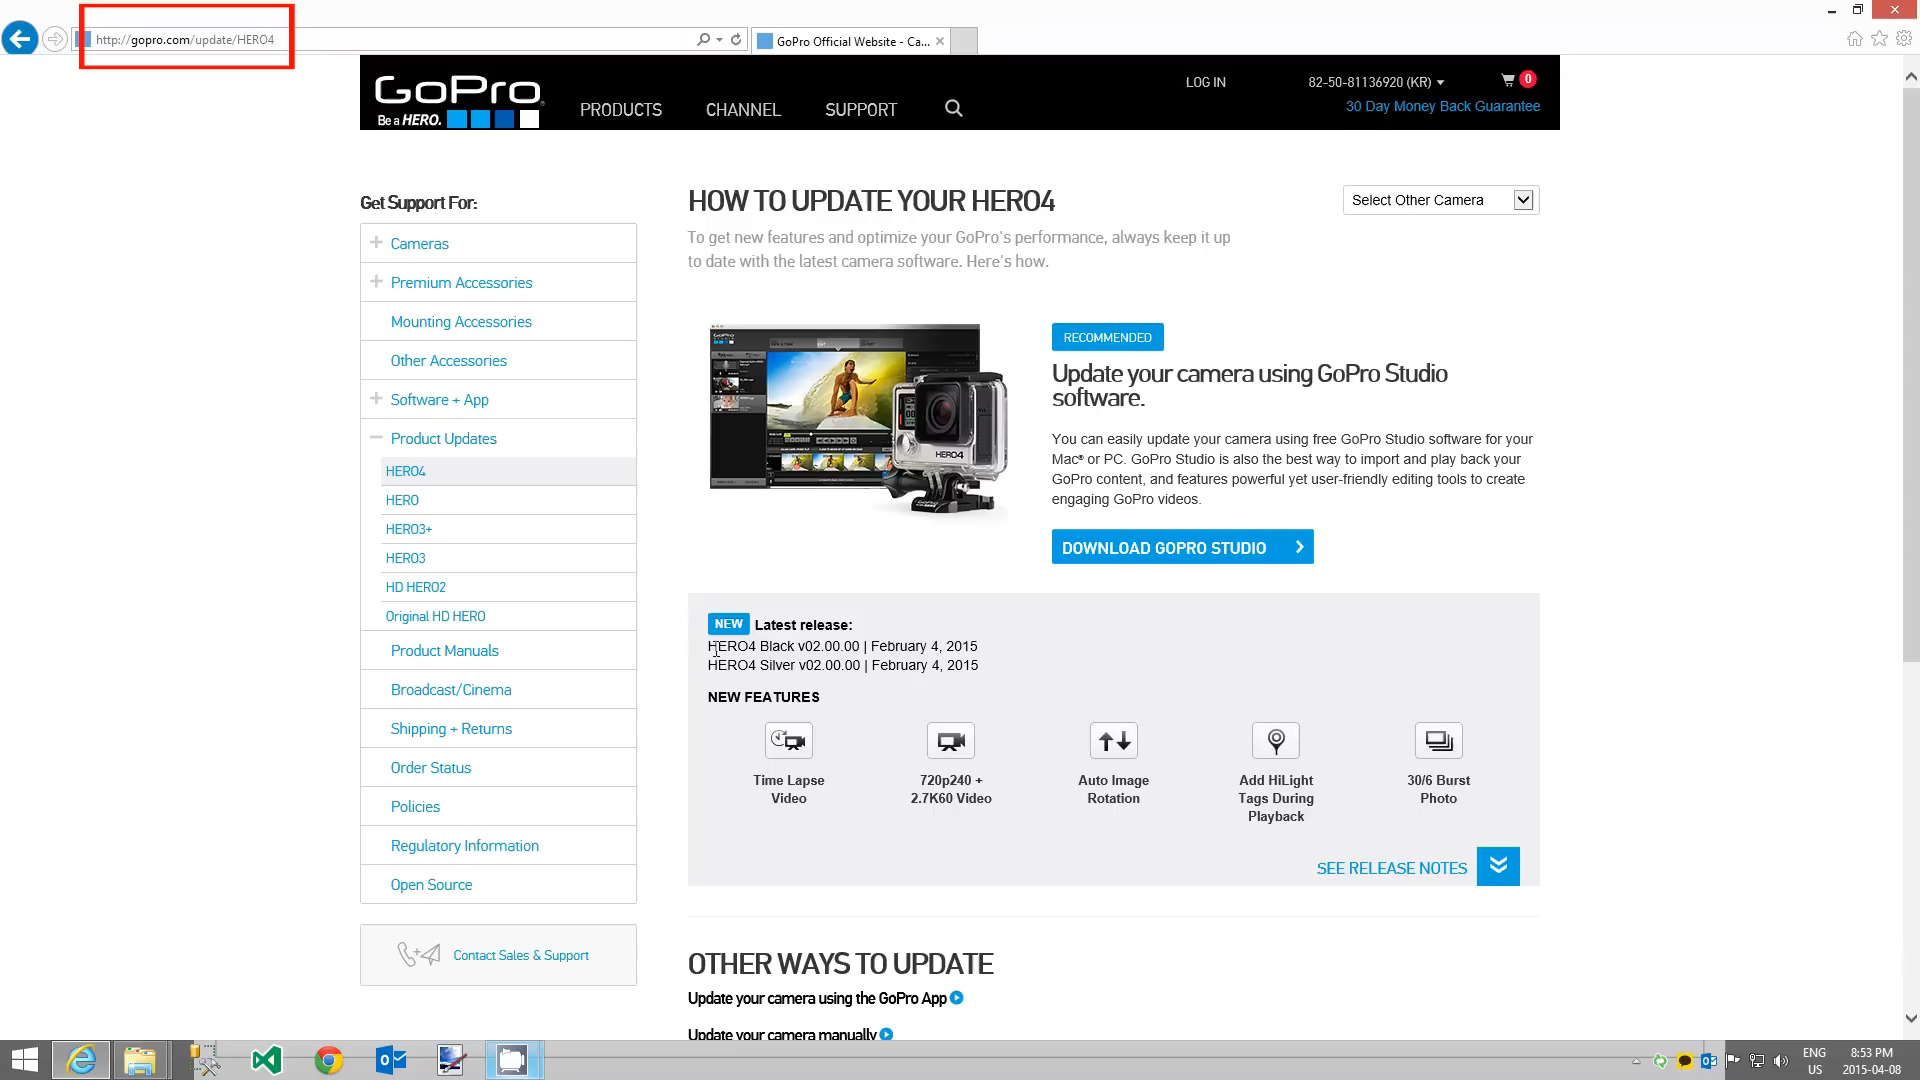 http://gopro.com/update/HERO4
GoPro Official Website - Ca...
GoPro
Be a HERO.
PRODUCTS
CHANNEL
SUPPORT
LOG IN
82-50-81136920 (KR)
0
30 Day Money Back Guarantee
Get Support For:
Cameras
Premium Accessories
Mounting Accessories
Other Accessories
Software + App
Product Updates
HERO4
HERO
HERO3+
HERO3
HD HERO2
Original HD HERO
Product Manuals
Broadcast/Cinema
Shipping + Returns
Order Status
Policies
Regulatory Information
Open Source
Contact Sales & Support
HOW TO UPDATE YOUR HERO4
Select Other Camera
To get new features and optimize your GoPro's performance, always keep it up
to date with the latest camera software. Here's how.
GoPro
HERO4
RECOMMENDED
Update your camera using GoPro Studio
software.
You can easily update your camera using free GoPro Studio software for your
Mac® or PC. GoPro Studio is also the best way to import and play back your
GoPro content, and features powerful yet user-friendly editing tools to create
engaging GoPro videos.
DOWNLOAD GOPRO STUDIO
NEW Latest release:
HERO4 Black v02.00.00 | February 4, 2015
HERO4 Silver v02.00.00 | February 4, 2015
NEW FEATURES
Time Lapse
Video
720p240 +
2.7K60 Video
Auto Image
Rotation
Add HiLight
Tags During
Playback
30/6 Burst
Photo
SEE RELEASE NOTES
OTHER WAYS TO UPDATE
Update your camera using the GoPro App
Update your camera manually
ENG
US
8:53 PM
2015-04-08